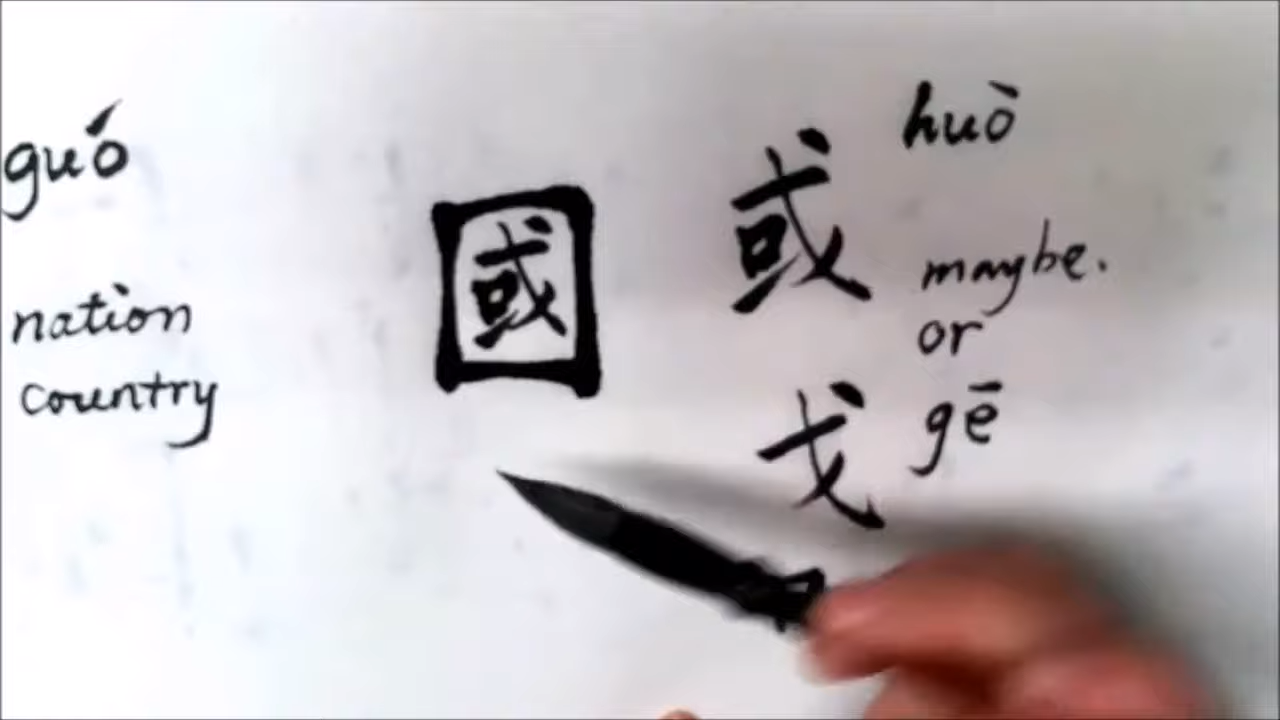 guó
nation
country
國
或
huò
maybe.
or
戈
gē